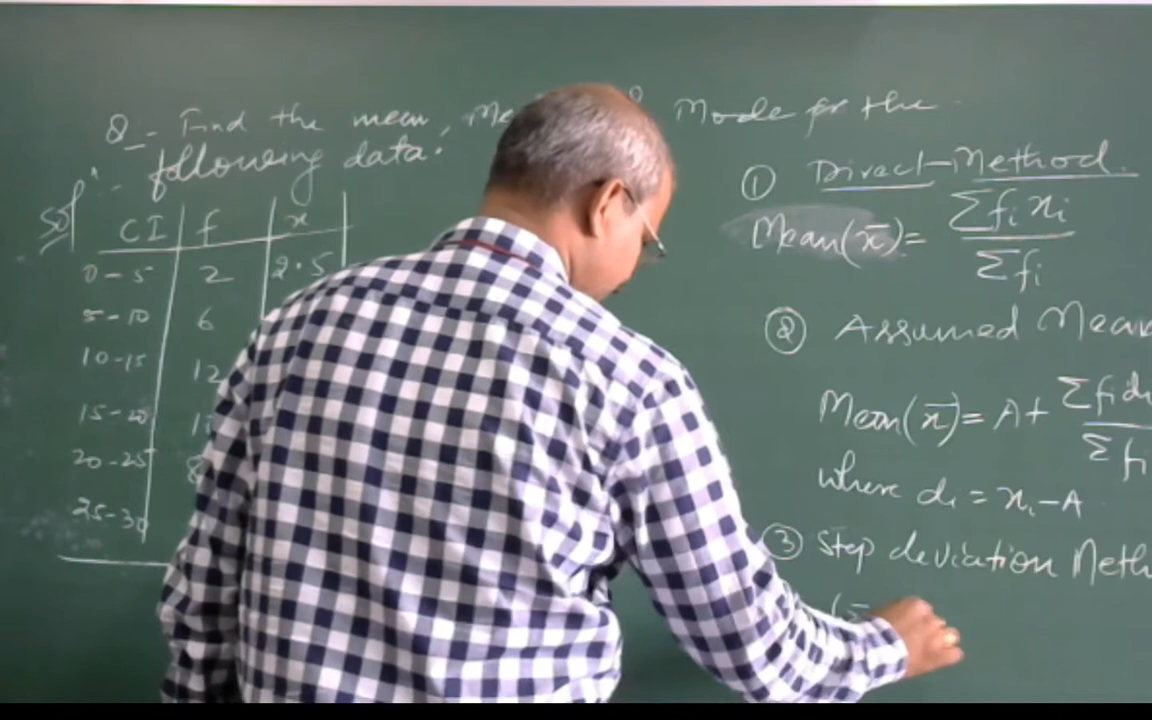 Q - Find the mean, Me Mode for the
following data.
Sol :-
CI f x
0-5 2 2.5
5-10 6
10-15 12
15-20 1
20-25 8
25-30
① Direct-Method.
Mean(x̄)= Σfixi / Σfi
② Assumed Mean
Mean(x̄)= A+ Σfidi / Σfi
where di = xi-A
③ Step deviation Meth
(x̄